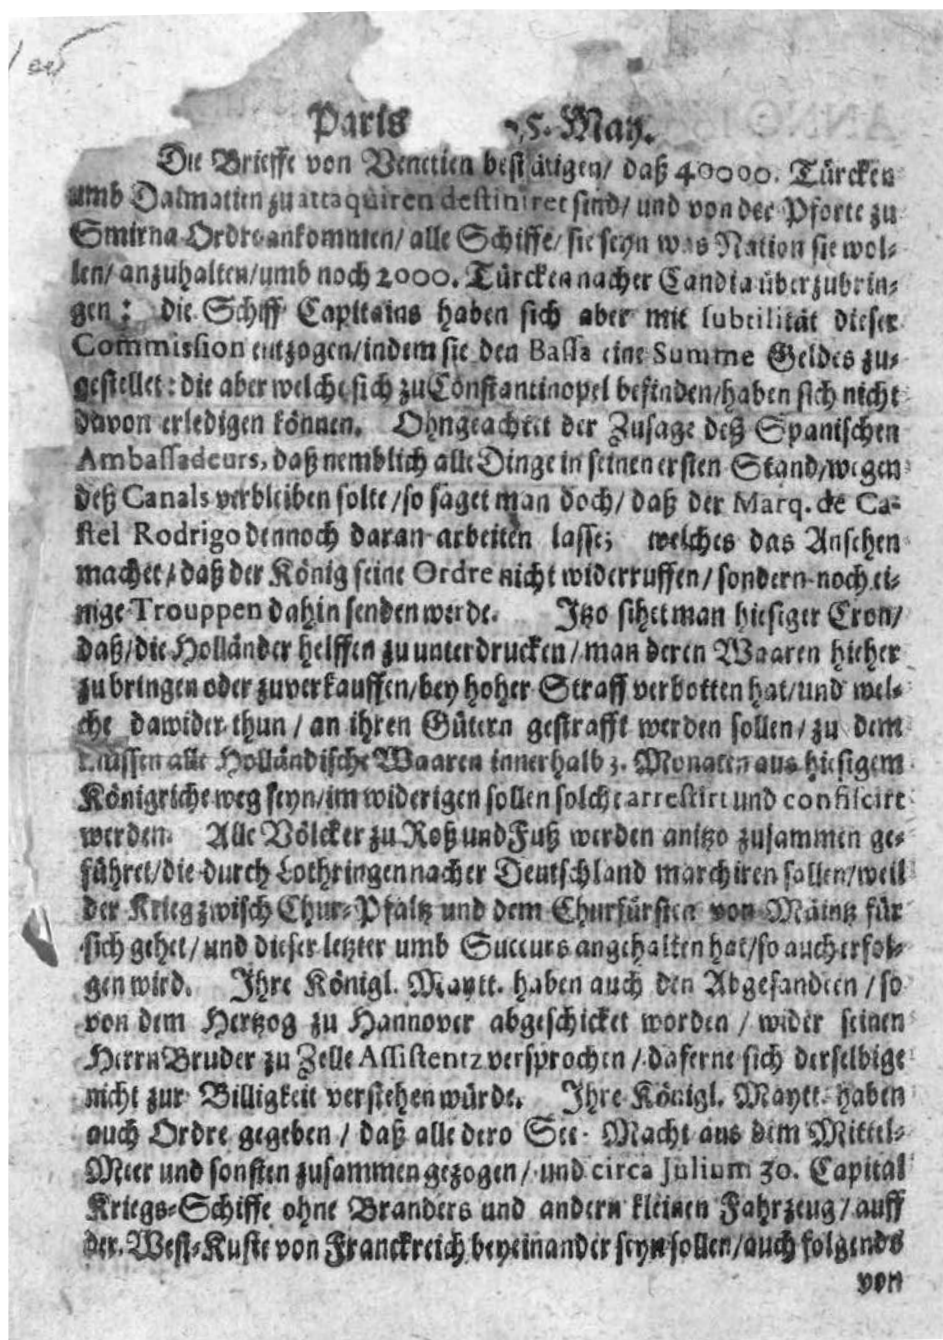 Paris 5. May.
Die Brieffe von Venetien bestätigen/ daß 40000. Türcken
umb Dalmatien zu attaquiren destiniret sind/ und von der Pforte zu
Smirna Ordre ankommen/ alle Schiffe/ sie seyn was Nation sie wol-
len/ anzuhalten/ umb noch 2000. Türcken nacher Candia überzubrin-
gen: die Schiff Capitains haben sich aber mit subtilität dieser
Commission entzogen/ indem sie den Bassa eine Summe Geldes zu-
gestellet: die aber welche sich zu Constantinopel befinden/ haben sich nicht
davon erledigen können. Ohngeachtet der Zusage deß Spanischen
Ambassadeurs, daß nemblich alle Dinge in seinen ersten Stand/ wegen
deß Canals verbleiben solte/ so saget man doch/ daß der Marq. de Ca-
stel Rodrigo dennoch daran arbeiten lasse; welches das Ansehen
machet/ daß der König seine Ordre nicht widerruffen/ sondern noch ei-
nige Trouppen dahin senden werde. Itzo sihet man hiesiger Cron/
daß/ die Holländer helffen zu unterdrucken/ man deren Waaren hieher
zu bringen oder zuverkauffen/ bey hoher Straff verbotten hat/ und wel-
che dawider thun/ an ihren Gütern gestrafft werden sollen/ zu dem
müssen alle Holländische Waaren innerhalb 3. Monaten aus hiesigem
Königriche weg seyn/ im widerigen sollen solche arrestirt und confiscirt
werden. Alle Völcker zu Roß und Fuß werden anitzo zusammen ge-
führet/ die durch Lothringen nacher Deutschland marchiren sollen/ weil
der Krieg zwisch Chur-Pfaltz und dem Churfürsten von Mäintz für
sich gehet/ und dieser letzter umb Succurs angehalten hat/ so auch erfol-
gen wird. Ihre Königl. Maytt. haben auch den Abgesandten/ so
von dem Hertzog zu Hannover abgeschicket worden/ wider seinen
Herrn Bruder zu Zelle Assistentz versprochen/ daferne sich derselbige
nicht zur Billigkeit verstehen würde. Ihre Königl. Maytt. haben
auch Ordre gegeben/ daß alle dero See-Macht aus dem Mittel-
Meer und sonsten zusammen gezogen/ und circa Julium 30. Capital
Kriegs-Schiffe ohne Branders und andern kleinen Fahrzeug/ auff
der West-Kuste von Franckreich beyeinander seyn sollen/ auch folgends
von